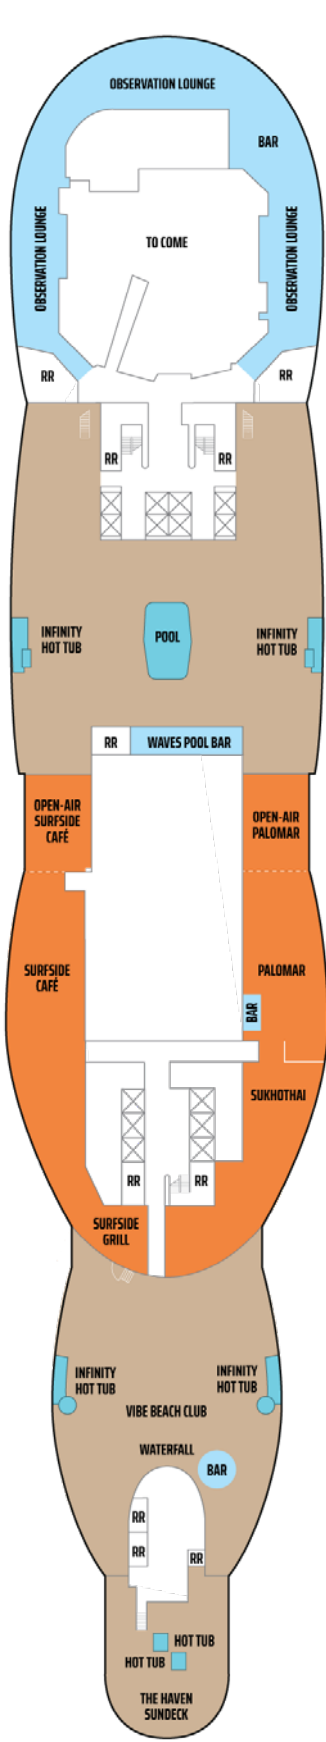 OBSERVATION LOUNGE
BAR
OBSERVATION LOUNGE
TO COME
OBSERVATION LOUNGE
RR
RR
RR
RR
INFINITY
HOT TUB
POOL
INFINITY
HOT TUB
RR
WAVES POOL BAR
OPEN-AIR
SURFSIDE
CAFÉ
OPEN-AIR
PALOMAR
SURFSIDE
CAFÉ
PALOMAR
BAR
SUKHOTHAI
RR
RR
SURFSIDE
GRILL
INFINITY
HOT TUB
INFINITY
HOT TUB
VIBE BEACH CLUB
WATERFALL
BAR
RR
RR
RR
HOT TUB
HOT TUB
THE HAVEN
SUNDECK